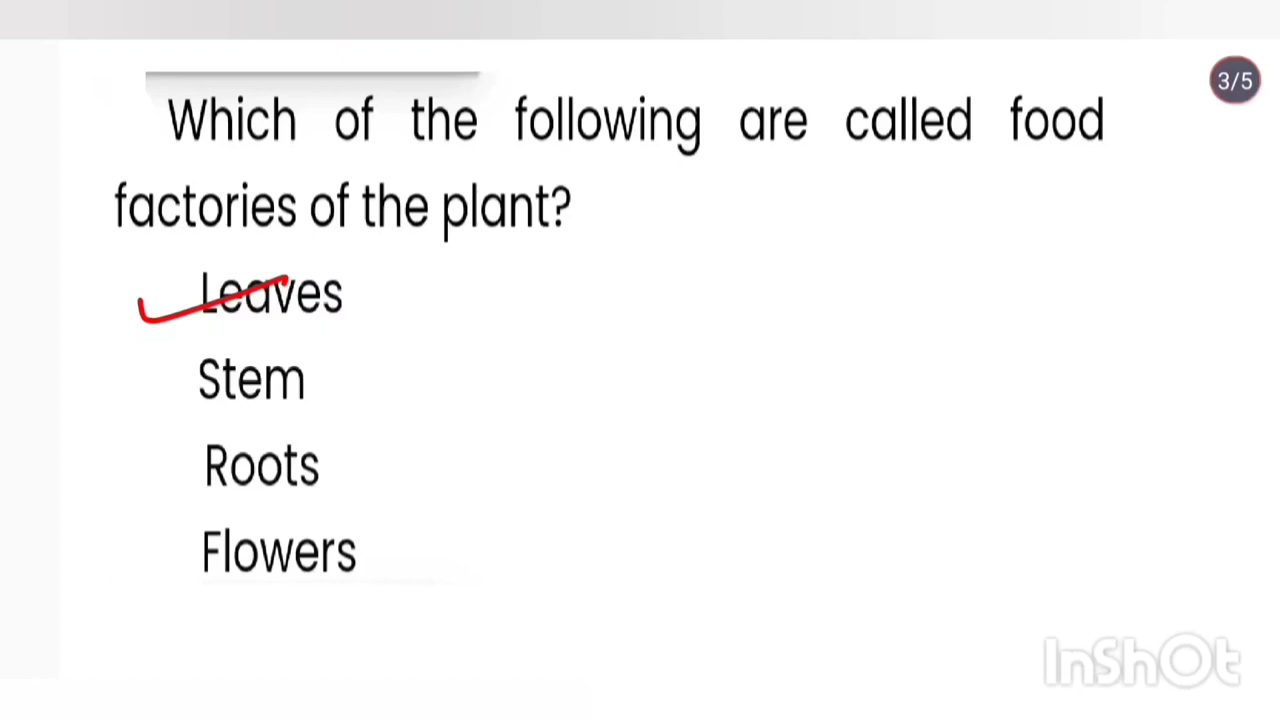 3/5
Which of the following are called food
factories of the plant?
Leaves
Stem
Roots
Flowers
InShOt